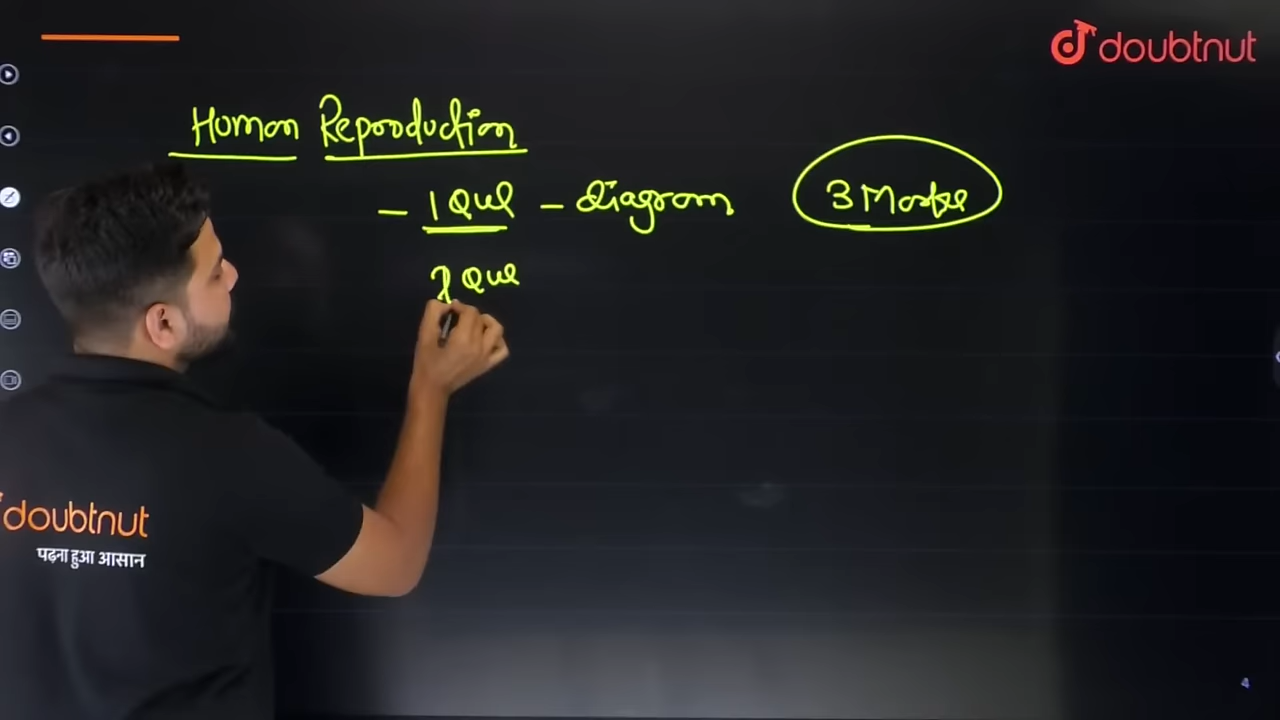 doubtnut
Human Reproduction
- 1 Que - diagram 3 Marks
Que
doubtnut
पढ़ना हुआ आसान
4